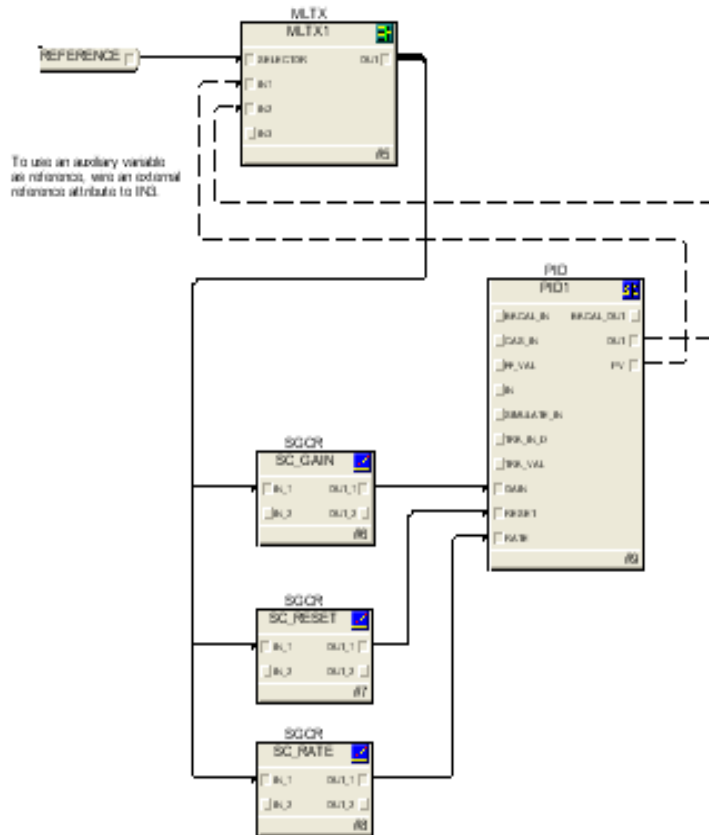 MLTX
MLTX1
REFERENCE
SELECTOR OUT
IN1
IN2
IN3
#5
To use an auxiliary variable
as reference, wire an external
reference attribute to IN3.
PID
PID1
BKCAL_IN BKCAL_OUT
CAS_IN OUT
FF_VAL PV
IN
SIMULATE_IN
TRK_IN_D
TRK_VAL
GAIN
RESET
RATE
#9
SGCR
SC_GAIN
IN_1 OUT_1
IN_2 OUT_2
#6
SGCR
SC_RESET
IN_1 OUT_1
IN_2 OUT_2
#7
SGCR
SC_RATE
IN_1 OUT_1
IN_2 OUT_2
#8